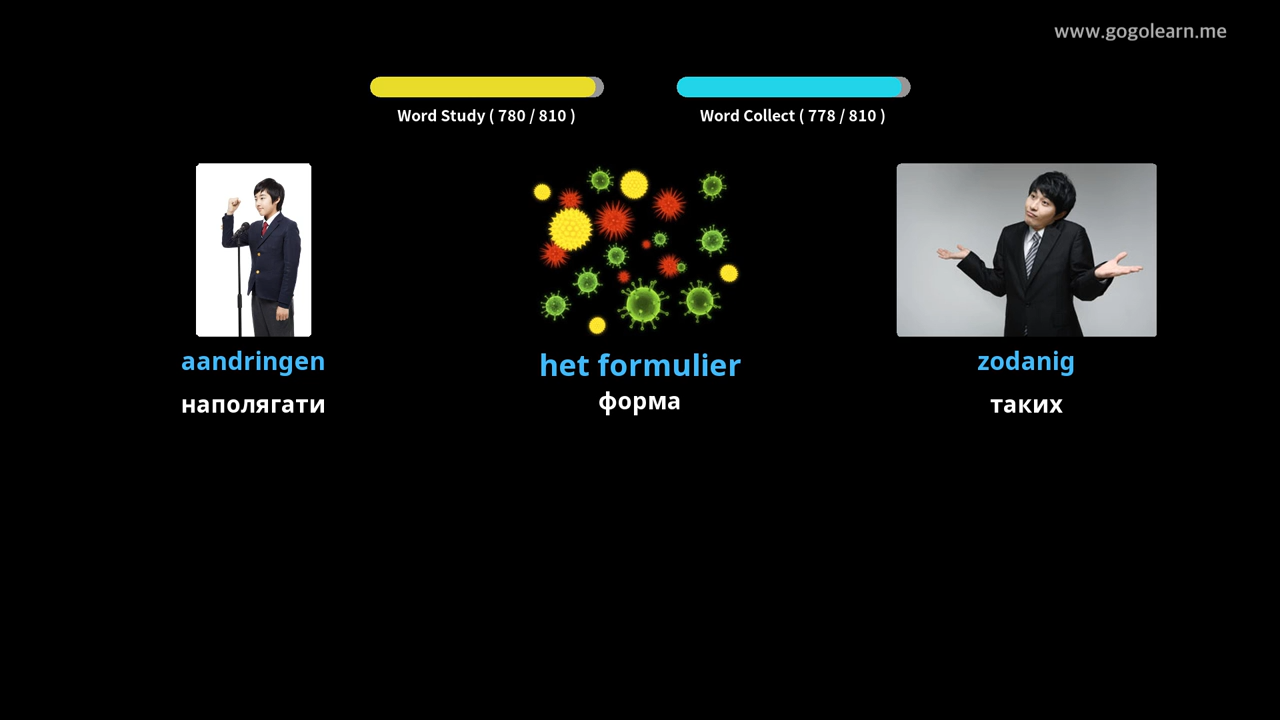 www.gogolearn.me
Word Study ( 780 / 810 )
Word Collect ( 778 / 810 )
aandringen
het formulier
zodanig
наполягати
форма
таких